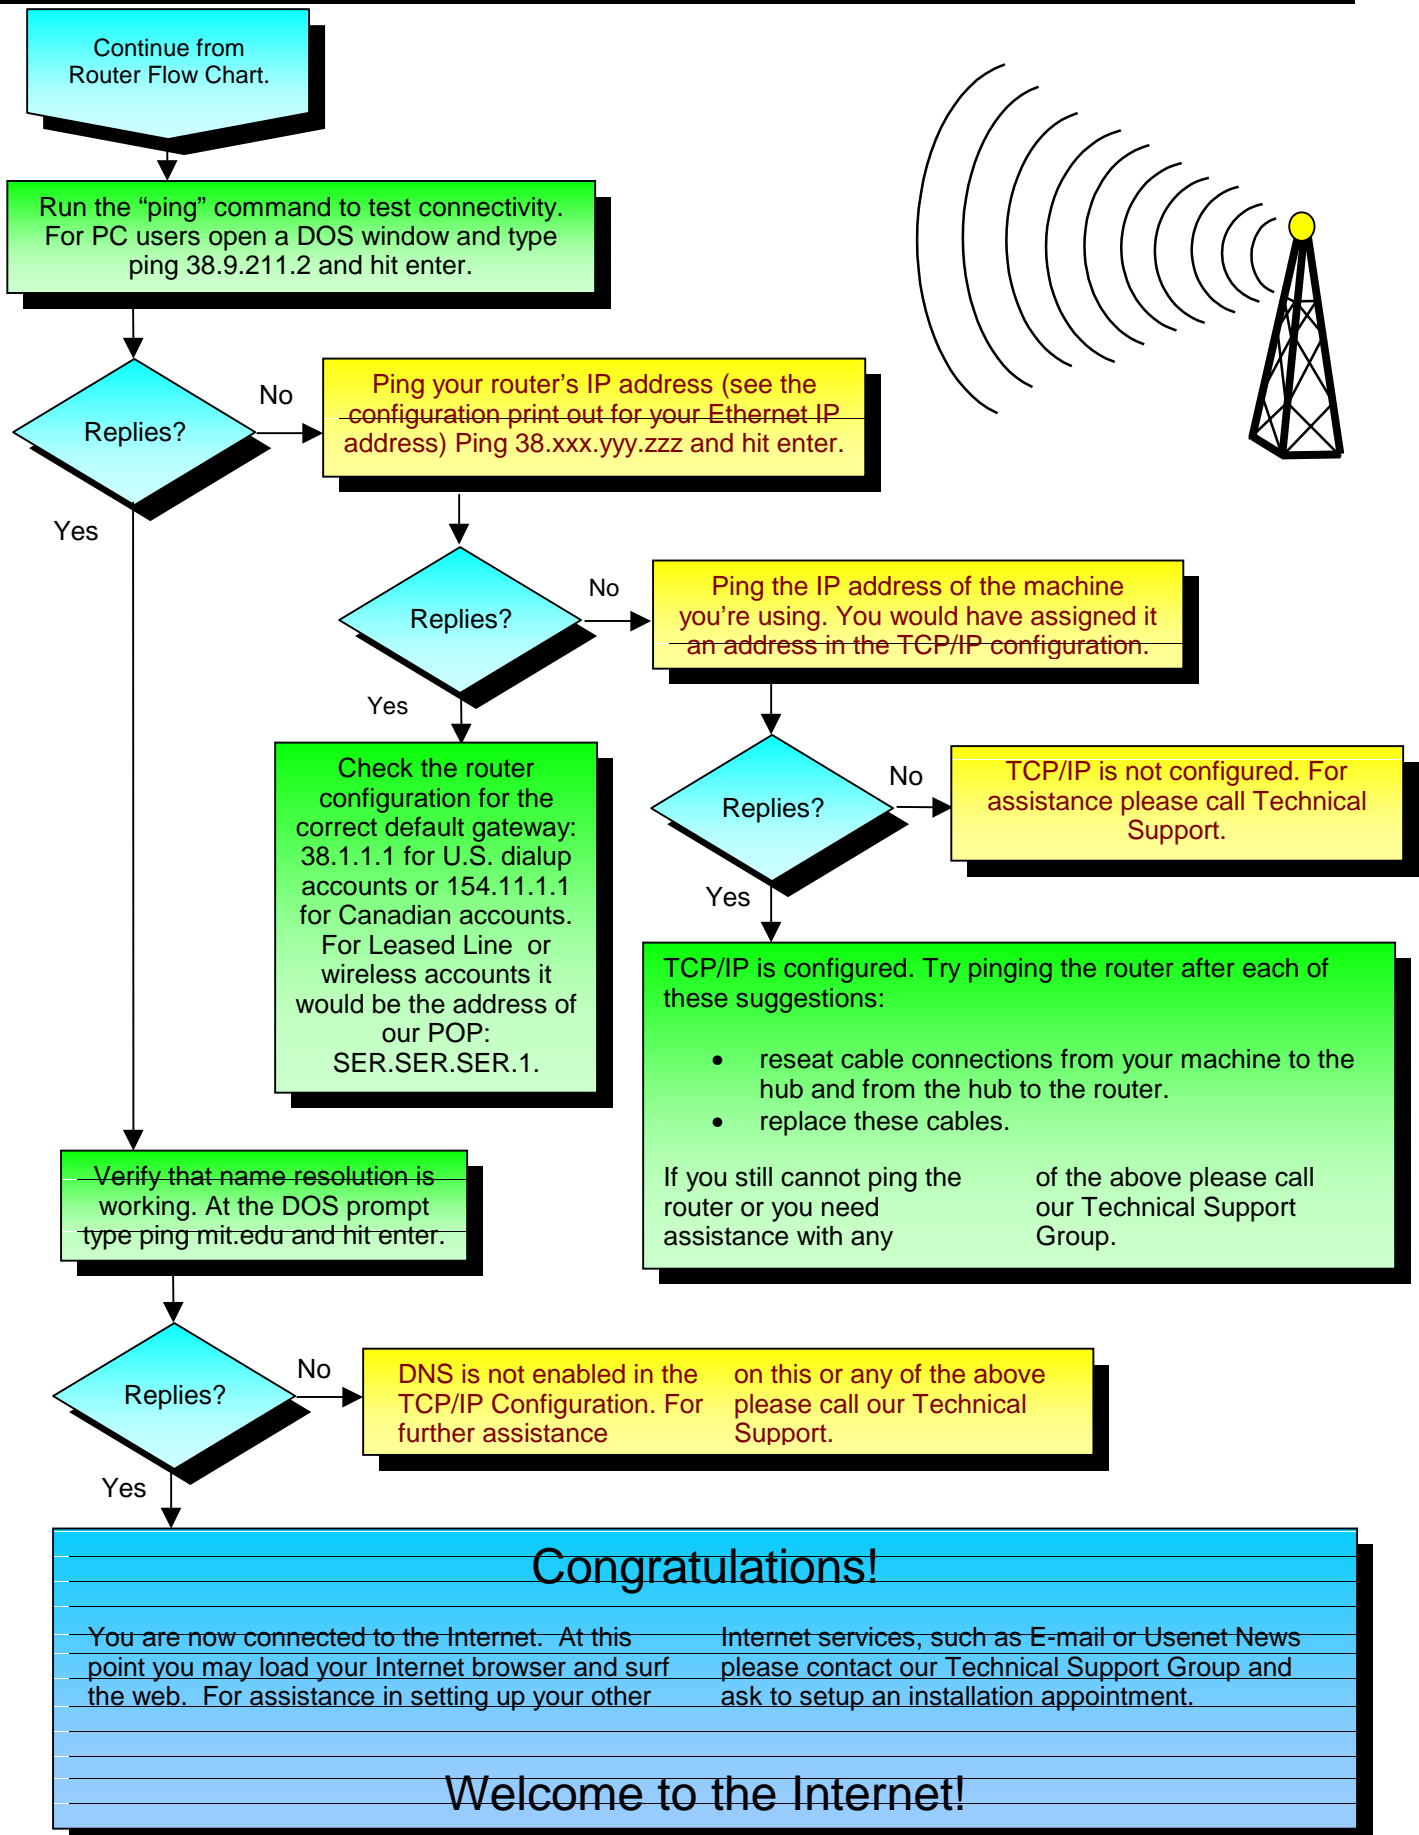 Continue from
Router Flow Chart.
Run the “ping” command to test connectivity.
For PC users open a DOS window and type
ping 38.9.211.2 and hit enter.
Replies?
No
Ping your router’s IP address (see the
configuration print out for your Ethernet IP
address) Ping 38.xxx.yyy.zzz and hit enter.
Yes
Replies?
No
Ping the IP address of the machine
you’re using. You would have assigned it
an address in the TCP/IP configuration.
Yes
Check the router
configuration for the
correct default gateway:
38.1.1.1 for U.S. dialup
accounts or 154.11.1.1
for Canadian accounts.
For Leased Line  or
wireless accounts it
would be the address of
our POP:
SER.SER.SER.1.
Replies?
No
TCP/IP is not configured. For
assistance please call Technical
Support.
Yes
TCP/IP is configured. Try pinging the router after each of
these suggestions:
• reseat cable connections from your machine to the
hub and from the hub to the router.
• replace these cables.
If you still cannot ping the
router or you need
assistance with any
of the above please call
our Technical Support
Group.
Verify that name resolution is
working. At the DOS prompt
type ping mit.edu and hit enter.
Replies?
No
DNS is not enabled in the
TCP/IP Configuration. For
further assistance
on this or any of the above
please call our Technical
Support.
Yes
Congratulations!
You are now connected to the Internet.  At this
point you may load your Internet browser and surf
the web.  For assistance in setting up your other
Internet services, such as E-mail or Usenet News
please contact our Technical Support Group and
ask to setup an installation appointment.
Welcome to the Internet!